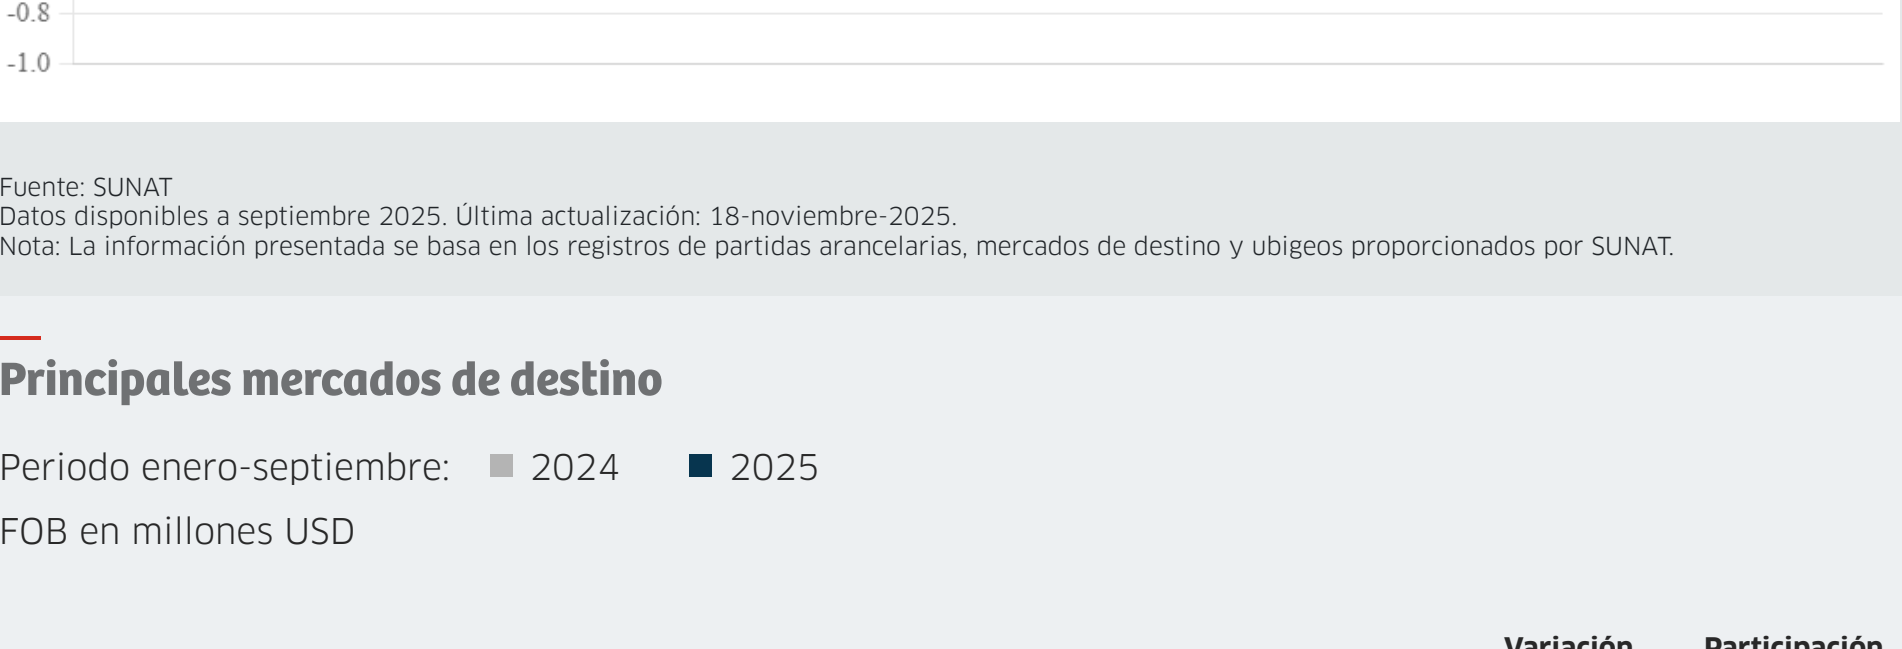 -0.8
-1.0
Fuente: SUNAT
Datos disponibles a septiembre 2025. Última actualización: 18-noviembre-2025.
Nota: La información presentada se basa en los registros de partidas arancelarias, mercados de destino y ubigeos proporcionados por SUNAT.
Principales mercados de destino
Periodo enero-septiembre: 2024 2025
FOB en millones USD
Variación Participación